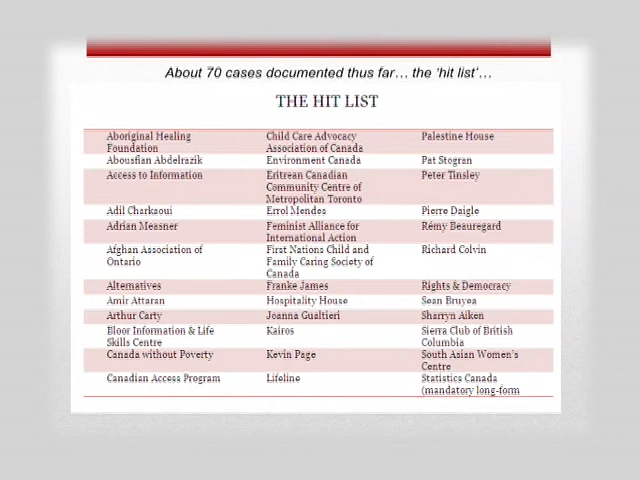 About 70 cases documented thus far… the ‘hit list’…
THE HIT LIST
Aboriginal Healing
Foundation
Child Care Advocacy
Association of Canada
Palestine House
Abousfian Abdelrazik
Environment Canada
Pat Stogran
Access to Information
Eritrean Canadian
Community Centre of
Metropolitan Toronto
Peter Tinsley
Adil Charkaoui
Errol Mendes
Pierre Daigle
Adrian Measner
Feminist Alliance for
International Action
Rémy Beauregard
Afghan Association of
Ontario
First Nations Child and
Family Caring Society of
Canada
Richard Colvin
Alternatives
Franke James
Rights & Democracy
Amir Attaran
Hospitality House
Sean Bruyea
Arthur Carty
Joanna Gualtieri
Sharryn Aiken
Bloor Information & Life
Skills Centre
Kairos
Sierra Club of British
Columbia
Canada without Poverty
Kevin Page
South Asian Women's
Centre
Canadian Access Program
Lifeline
Statistics Canada
(mandatory long-form